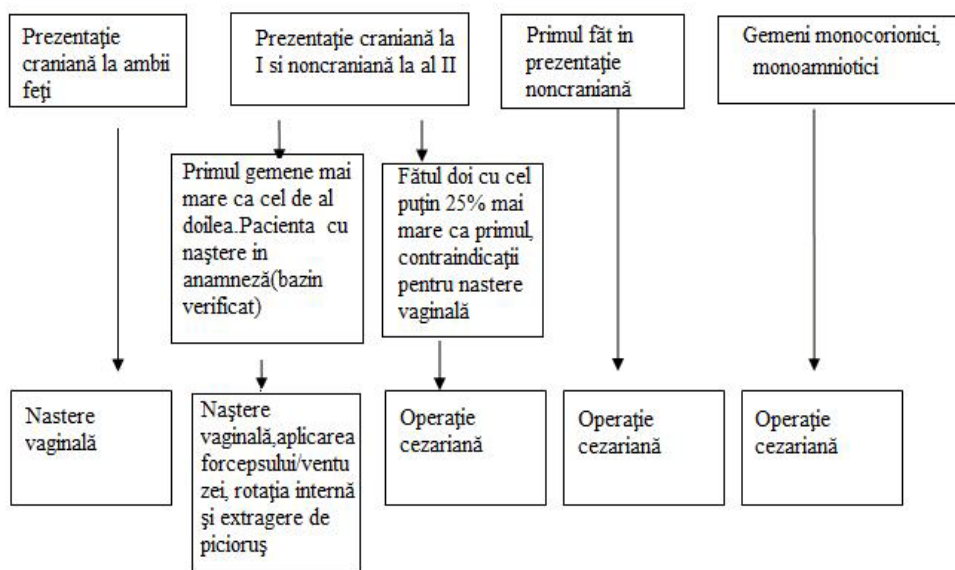 Prezentaţie
craniană la ambii
feţi
Prezentaţie craniană la
I si noncraniană la al II
Primul făt in
prezentaţie
noncraniană
Gemeni monocorionici,
monoamniotici
Primul gemene mai
mare ca cel de al
doilea.Pacienta cu
naştere in
anamneză(bazin
verificat)
Fătul doi cu cel
puţin 25% mai
mare ca primul,
contraindicaţii
pentru nastere
vaginală
Nastere
vaginală
Naştere
vaginală,aplicarea
forcepsului/ventu
zei, rotaţia internă
şi extragere de
picioruş
Operaţie
cezariană
Operaţie
cezariană
Operaţie
cezariană